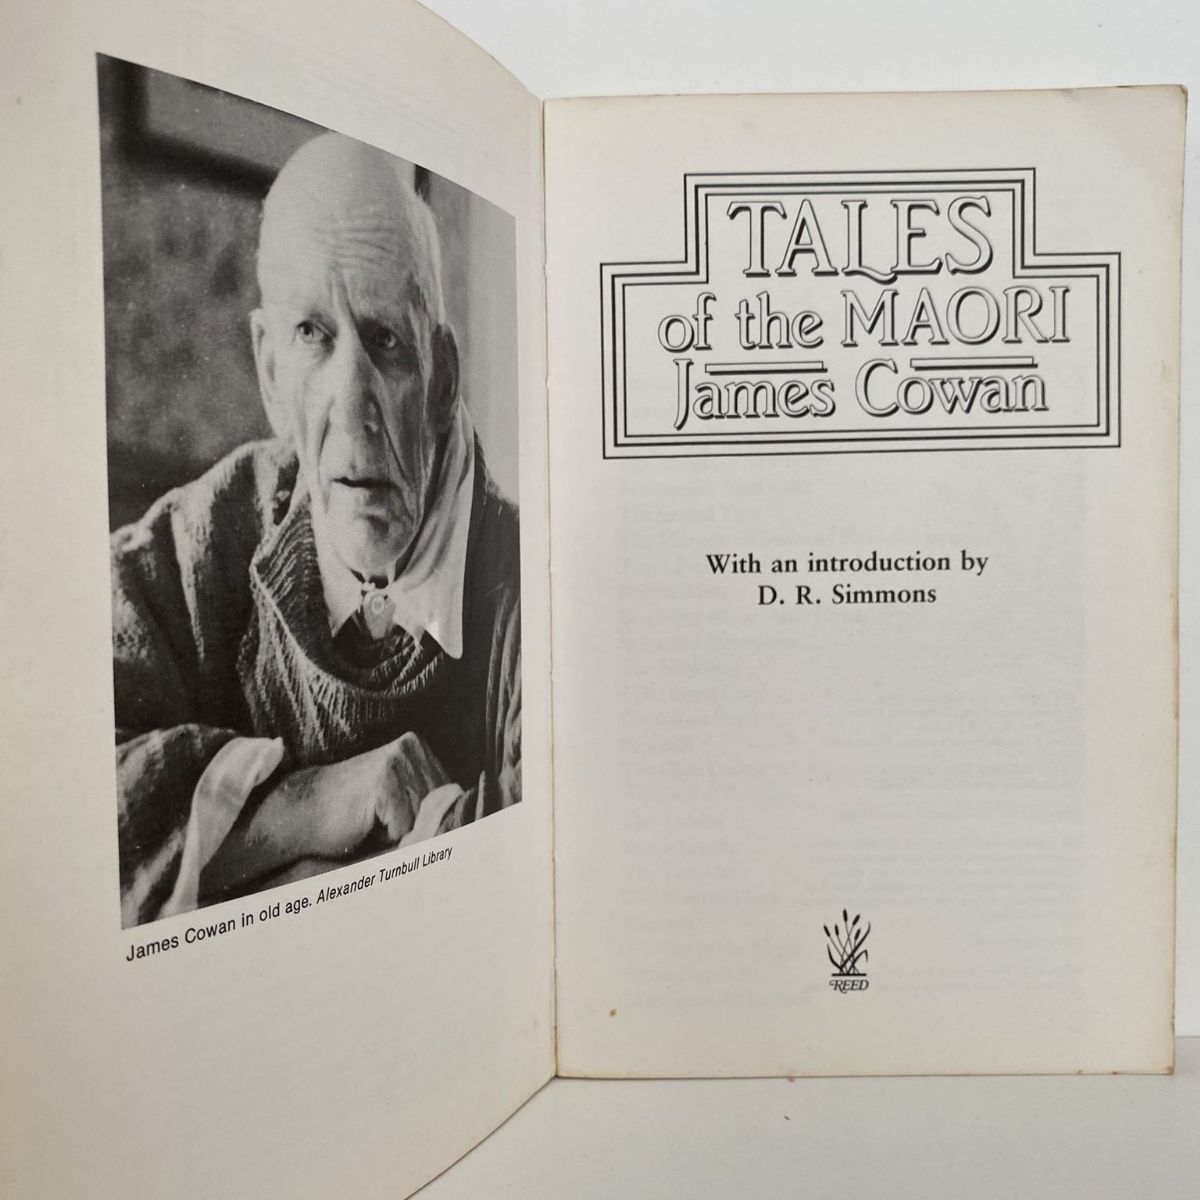 James Cowan in old age. Alexander Turnbull Library
TALES
of the MAORI
James Cowan
With an introduction by
D. R. Simmons
REED